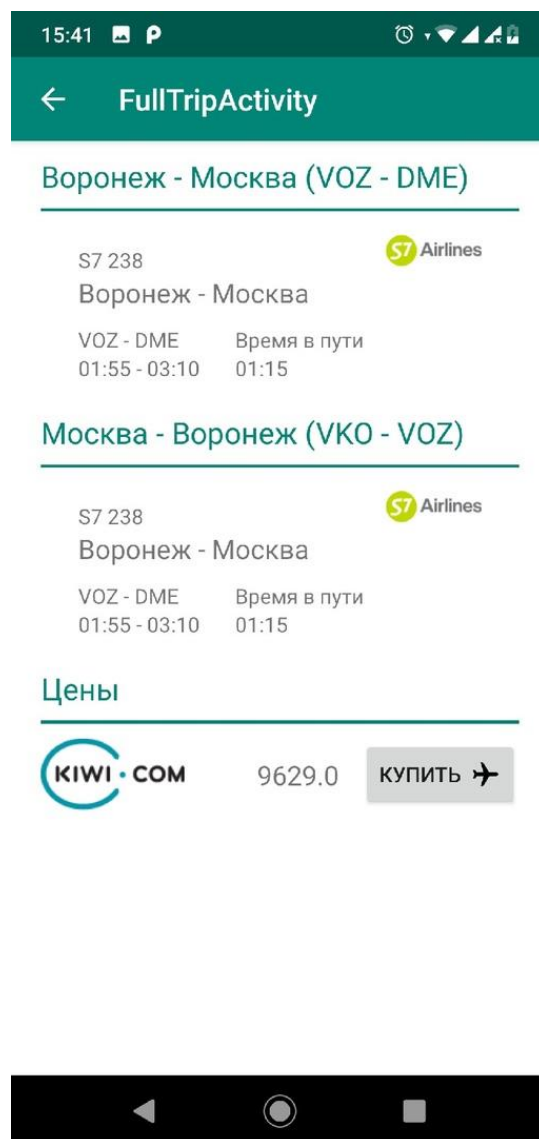 15:41
FullTripActivity
Воронеж - Москва (VOZ - DME)
S7 Airlines
S7 238
Воронеж - Москва
VOZ - DME Время в пути
01:55 - 03:10 01:15
Москва - Воронеж (VKO - VOZ)
S7 Airlines
S7 238
Воронеж - Москва
VOZ - DME Время в пути
01:55 - 03:10 01:15
Цены
KIWI.COM 9629.0 КУПИТЬ